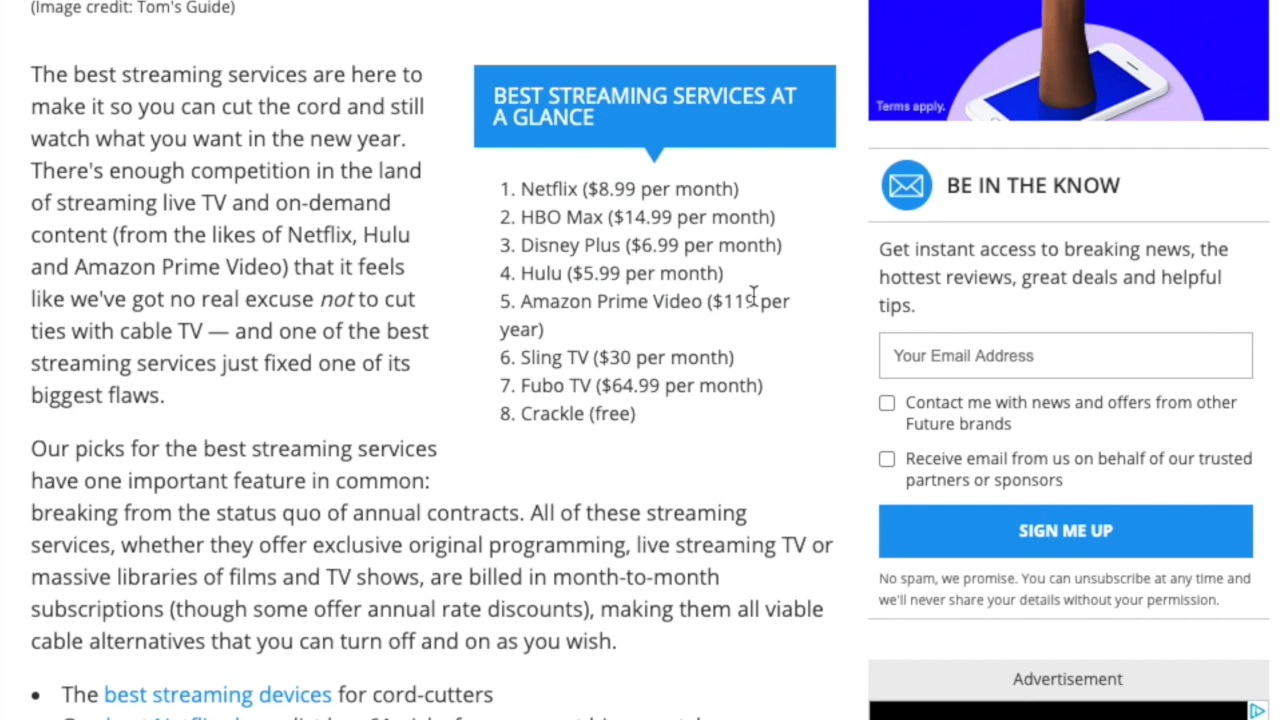 (Image credit: Tom's Guide)
The best streaming services are here to
make it so you can cut the cord and still
watch what you want in the new year.
There's enough competition in the land
of streaming live TV and on-demand
content (from the likes of Netflix, Hulu
and Amazon Prime Video) that it feels
like we've got no real excuse not to cut
ties with cable TV — and one of the best
streaming services just fixed one of its
biggest flaws.
BEST STREAMING SERVICES AT
A GLANCE
1. Netflix ($8.99 per month)
2. HBO Max ($14.99 per month)
3. Disney Plus ($6.99 per month)
4. Hulu ($5.99 per month)
5. Amazon Prime Video ($119 per
year)
6. Sling TV ($30 per month)
7. Fubo TV ($64.99 per month)
8. Crackle (free)
Our picks for the best streaming services
have one important feature in common:
breaking from the status quo of annual contracts. All of these streaming
services, whether they offer exclusive original programming, live streaming TV or
massive libraries of films and TV shows, are billed in month-to-month
subscriptions (though some offer annual rate discounts), making them all viable
cable alternatives that you can turn off and on as you wish.
• The best streaming devices for cord-cutters
Terms apply.
BE IN THE KNOW
Get instant access to breaking news, the
hottest reviews, great deals and helpful
tips.
Your Email Address
Contact me with news and offers from other
Future brands
Receive email from us on behalf of our trusted
partners or sponsors
SIGN ME UP
No spam, we promise. You can unsubscribe at any time and
we'll never share your details without your permission.
Advertisement